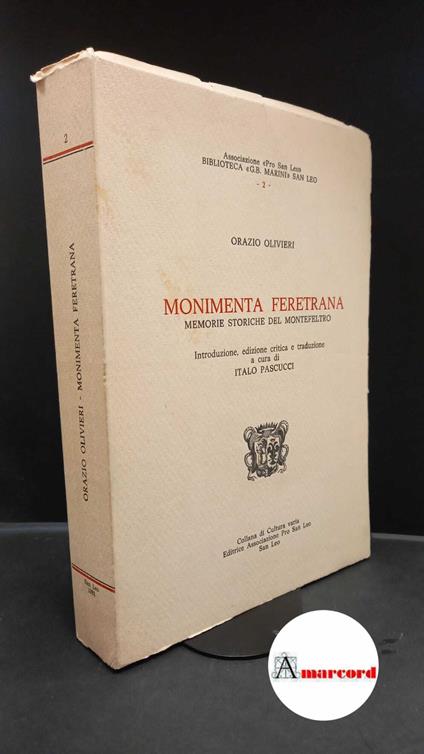 2
ORAZIO OLIVIERI - MONIMENTA FERETRANA
San Leo
Associazione «Pro San Leo»
BIBLIOTECA «G.B. MARINI» SAN LEO
- 2 -
ORAZIO OLIVIERI
MONIMENTA FERETRANA
MEMORIE STORICHE DEL MONTEFELTRO
Introduzione, edizione critica e traduzione
a cura di
ITALO PASCUCCI
Collana di Cultura varia
Editrice Associazione Pro San Leo
San Leo
Amarcord